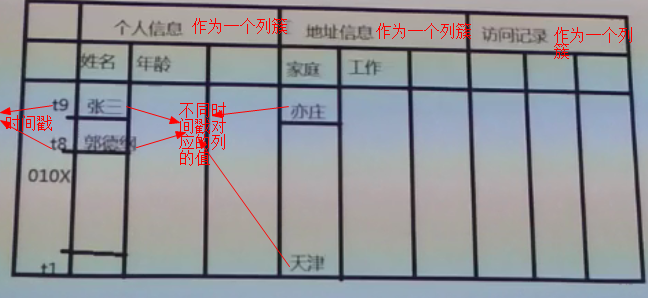 个人信息 作为一个列簇
地址信息 作为一个列簇
访问记录 作为一个列
簇
姓名 年龄
家庭 工作
t9 张三
时间戳
不同时
间戳对
应的列
的值
亦庄
t8 郭德纲
010X
天津
t1